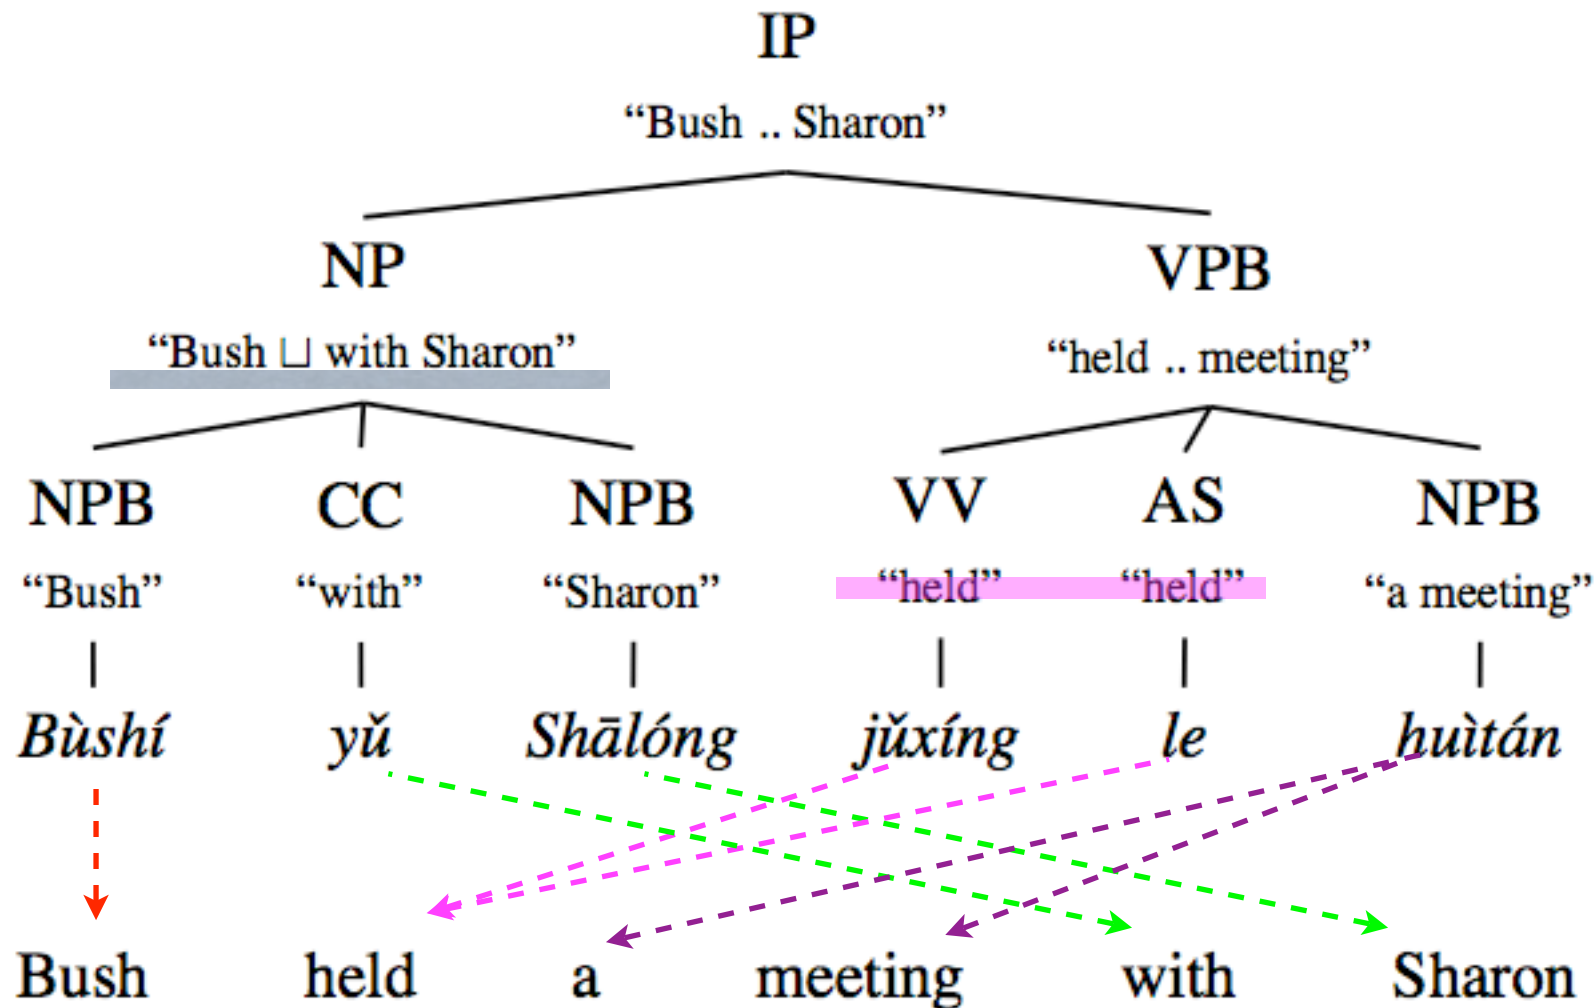 IP
“Bush .. Sharon”
NP VPB
“Bush ⊔ with Sharon” “held .. meeting”
NPB CC NPB VV AS NPB
“Bush” “with” “Sharon” “held” “held” “a meeting”
Bùshí yǔ Shālóng jǔxíng le huìtán
Bush held a meeting with Sharon